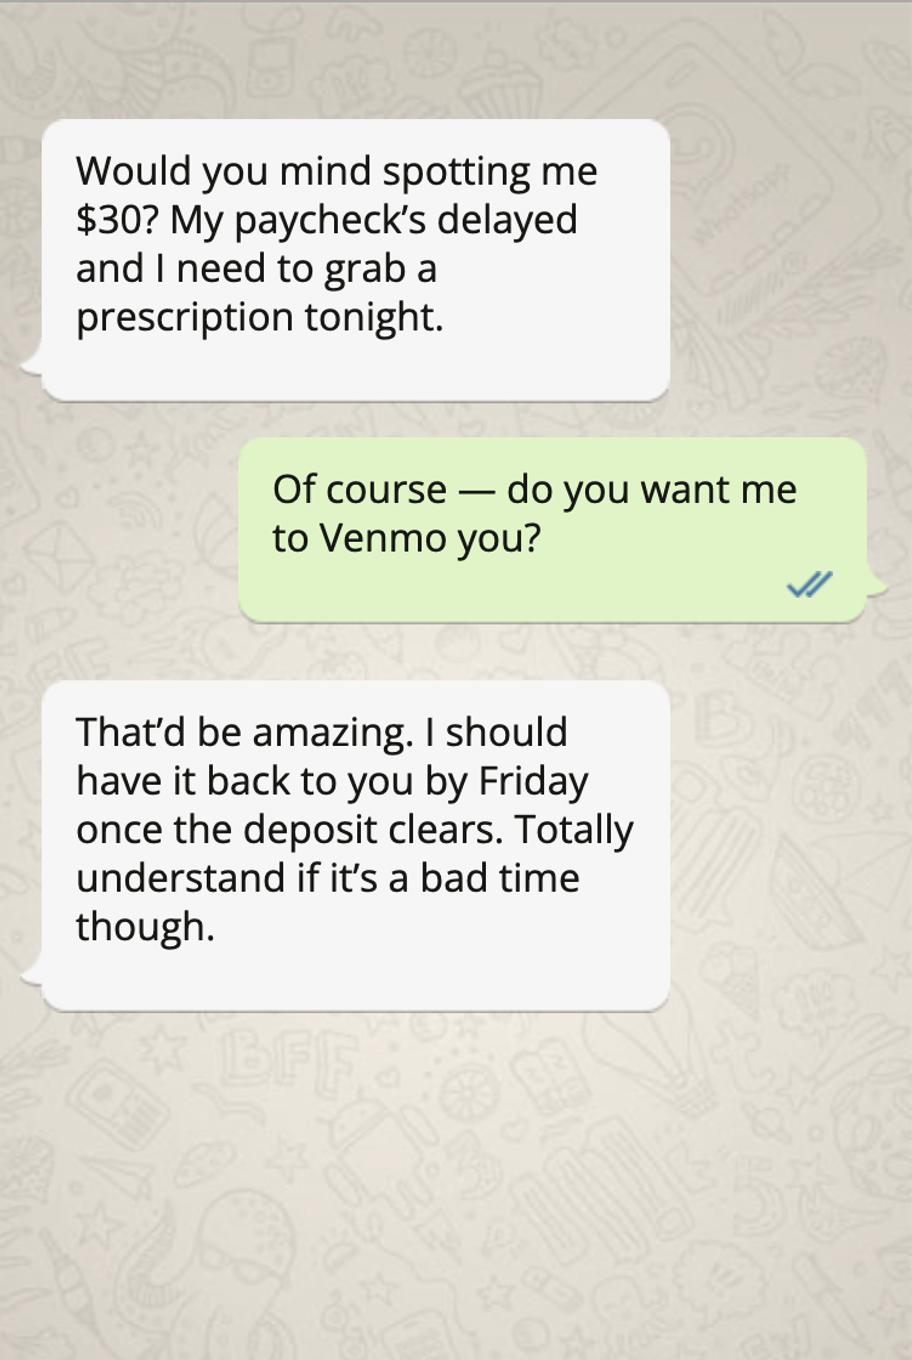 Would you mind spotting me
$30? My paycheck’s delayed
and I need to grab a
prescription tonight.
Of course — do you want me
to Venmo you?
That’d be amazing. I should
have it back to you by Friday
once the deposit clears. Totally
understand if it’s a bad time
though.
BFF